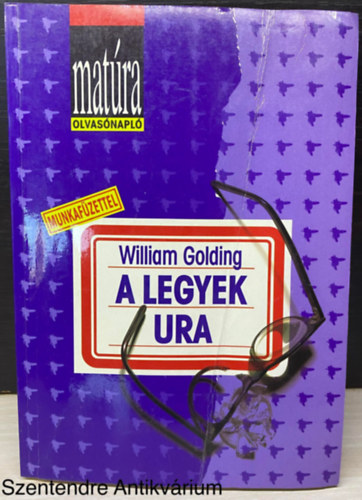 matúra
OLVASÓNAPLÓ
MUNKAFÜZETTEL
William Golding
A LEGYEK
URA
Szentendre Antikvárium